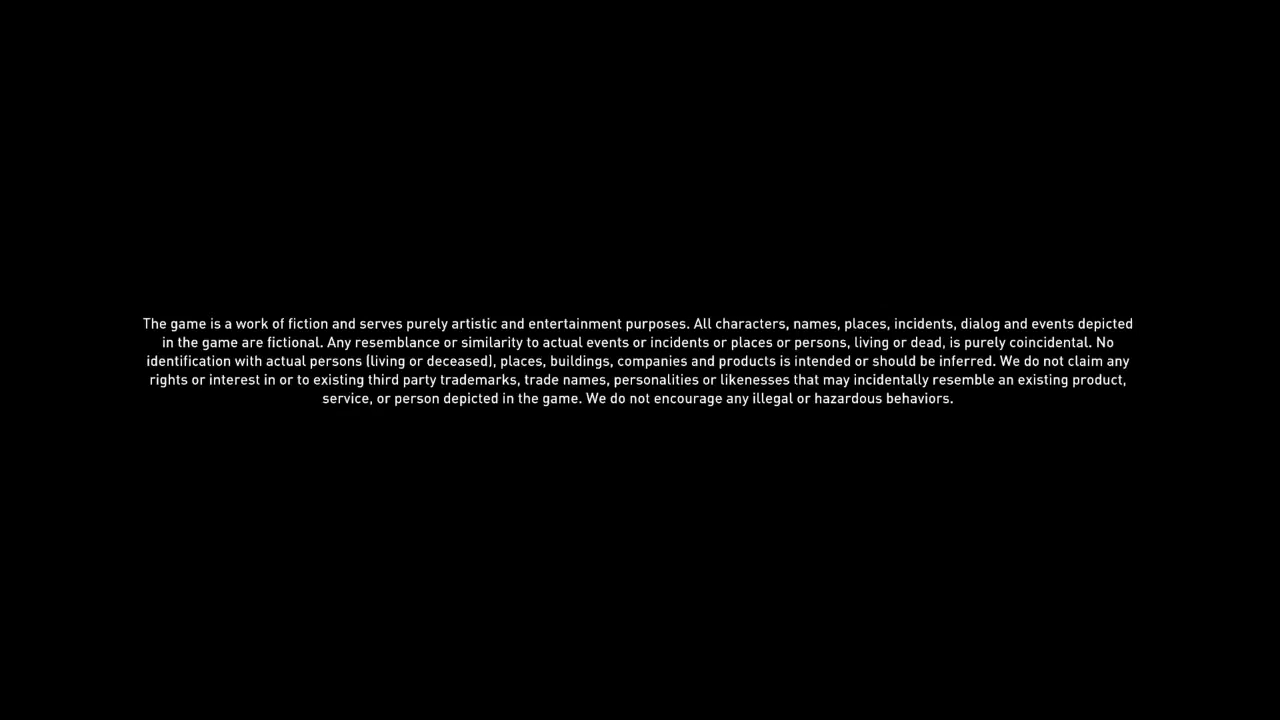 The game is a work of fiction and serves purely artistic and entertainment purposes. All characters, names, places, incidents, dialog and events depicted
in the game are fictional. Any resemblance or similarity to actual events or incidents or places or persons, living or dead, is purely coincidental. No
identification with actual persons (living or deceased), places, buildings, companies and products is intended or should be inferred. We do not claim any
rights or interest in or to existing third party trademarks, trade names, personalities or likenesses that may incidentally resemble an existing product,
service, or person depicted in the game. We do not encourage any illegal or hazardous behaviors.